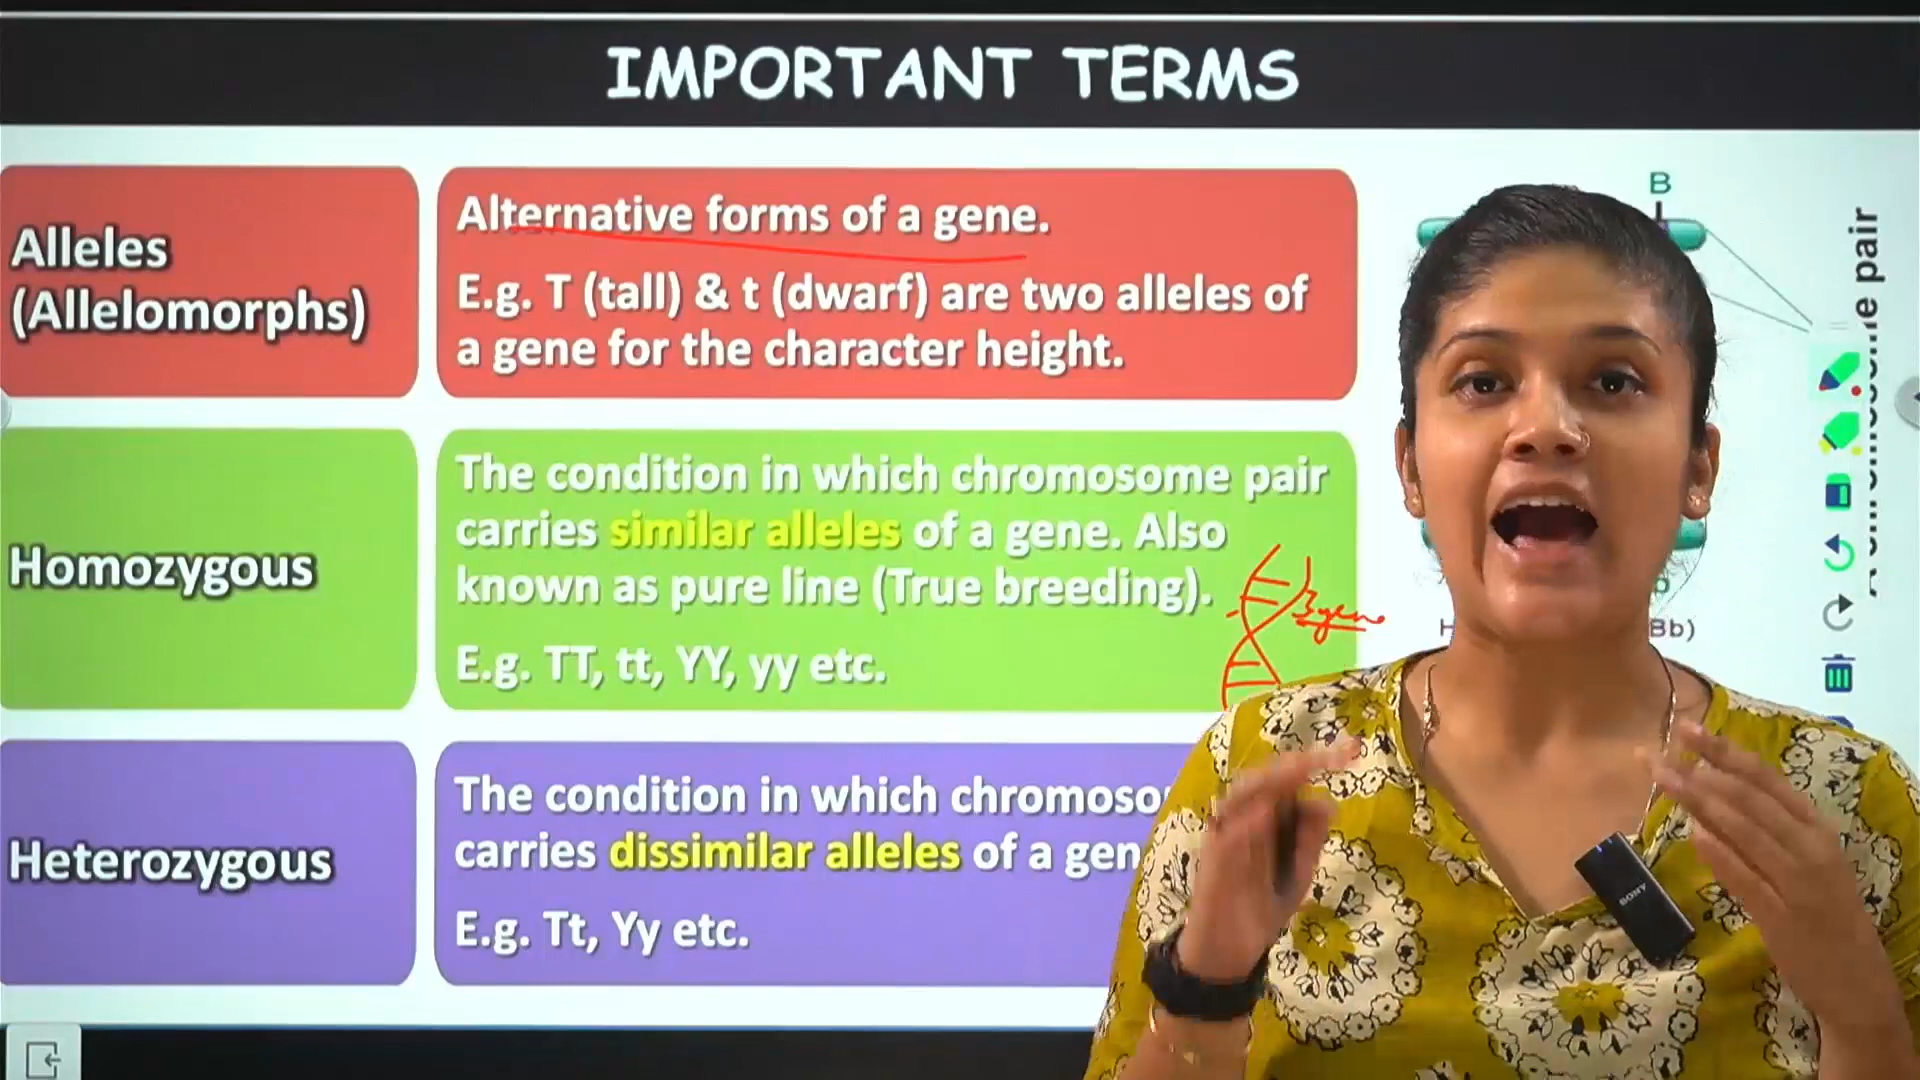 IMPORTANT TERMS
Alleles
(Allelomorphs)
Alternative forms of a gene.
E.g. T (tall) & t (dwarf) are two alleles of
a gene for the character height.
Homozygous
The condition in which chromosome pair
carries similar alleles of a gene. Also
known as pure line (True breeding).
E.g. TT, tt, YY, yy etc.
gene
Heterozygous
The condition in which
carries dissimilar alleles of a
E.g. Tt, Yy etc.
B
pair
Bb)
SONY